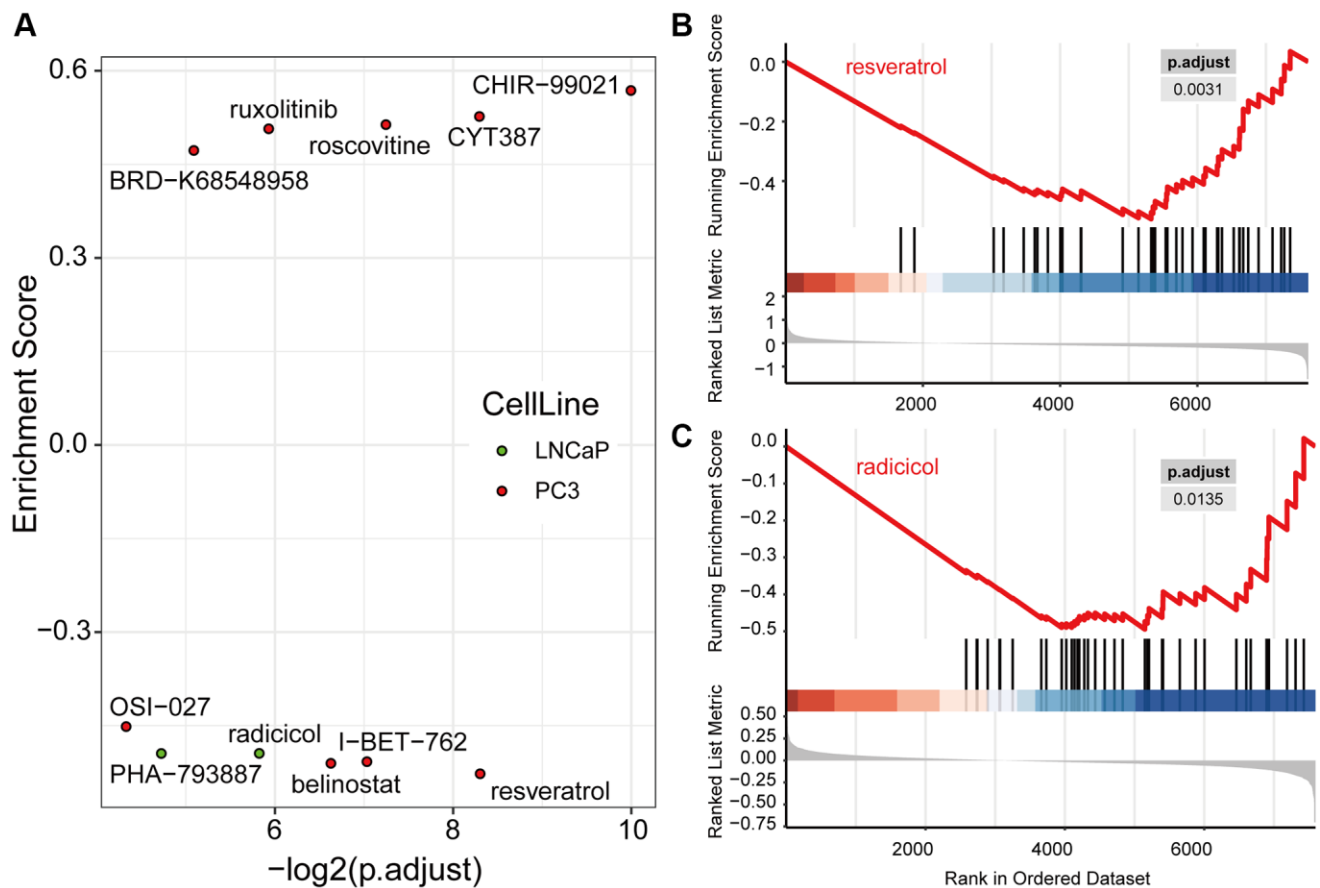 A
Enrichment Score
0.6
0.3
0.0
−0.3
CHIR−99021
ruxolitinib
CYT387
roscovitine
BRD−K68548958
CellLine
LNCaP
PC3
OSI−027
radicicol
I−BET−762
PHA−793887
belinostat
resveratrol
6
8
10
−log2(p.adjust)
B
Running Enrichment Score
0.0
−0.2
−0.4
resveratrol
p.adjust
0.0031
Ranked List Metric
2
1
0
−1
2000
4000
6000
C
Running Enrichment Score
0.0
−0.1
−0.2
−0.3
−0.4
−0.5
radicicol
p.adjust
0.0135
Ranked List Metric
0.50
0.25
0.00
−0.25
−0.50
−0.75
2000
4000
6000
Rank in Ordered Dataset